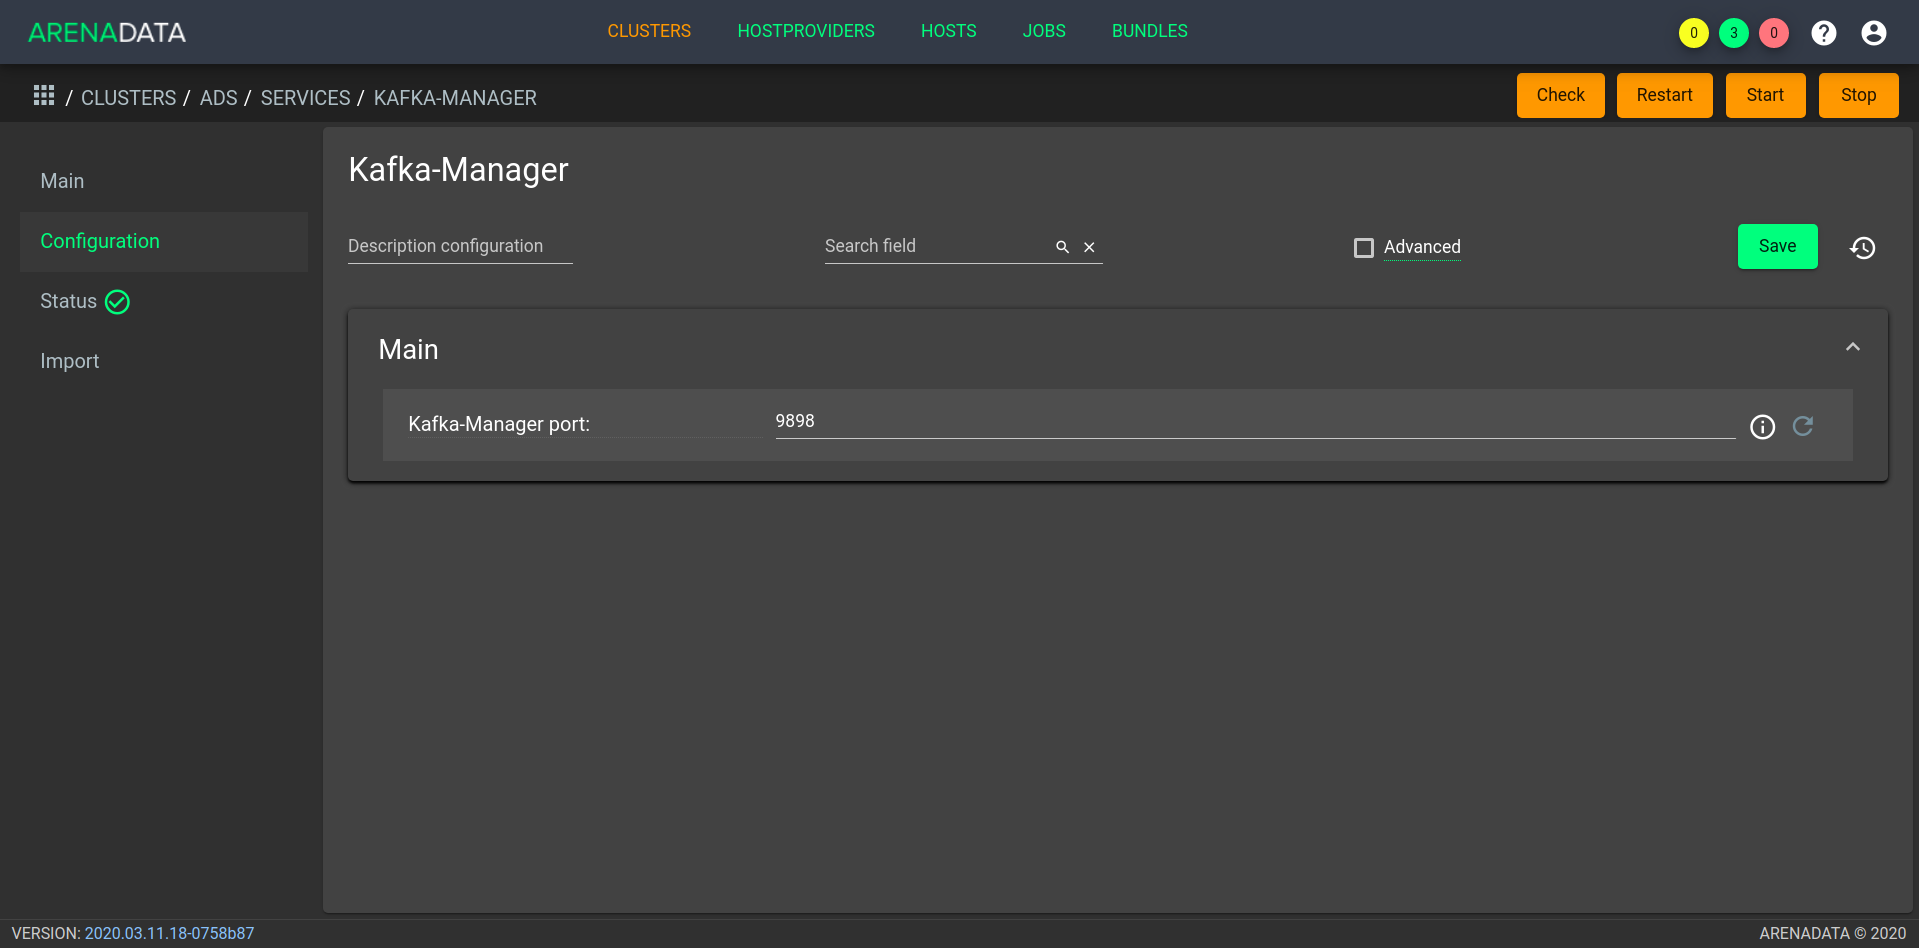 ARENADATA
CLUSTERS HOSTPROVIDERS HOSTS JOBS BUNDLES
0 3 0
/ CLUSTERS / ADS / SERVICES / KAFKA-MANAGER
Check Restart Start Stop
Main
Configuration
Status
Import
Kafka-Manager
Description configuration
Search field
Advanced
Save
Main
Kafka-Manager port: 9898
VERSION: 2020.03.11.18-0758b87
ARENADATA © 2020